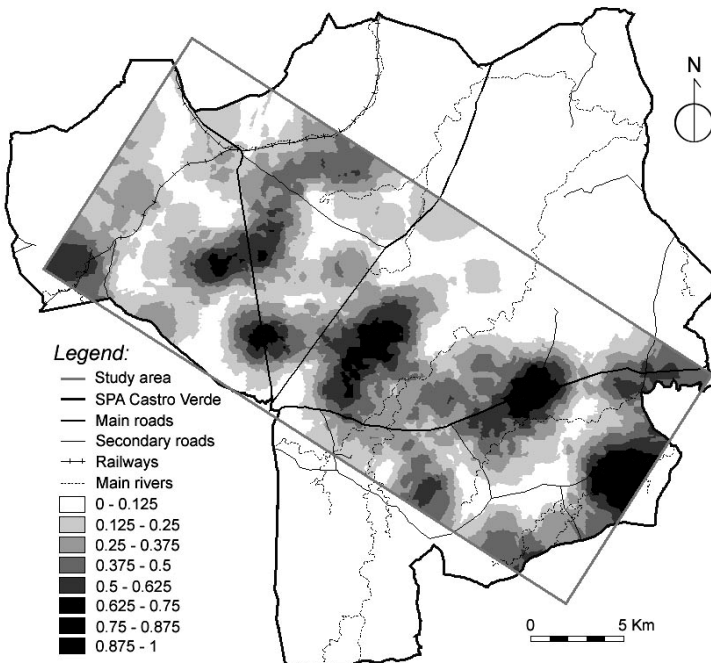 N
Legend:
Study area
SPA Castro Verde
Main roads
Secondary roads
Railways
Main rivers
0 - 0.125
0.125 - 0.25
0.25 - 0.375
0.375 - 0.5
0.5 - 0.625
0.625 - 0.75
0.75 - 0.875
0.875 - 1
0 5 Km